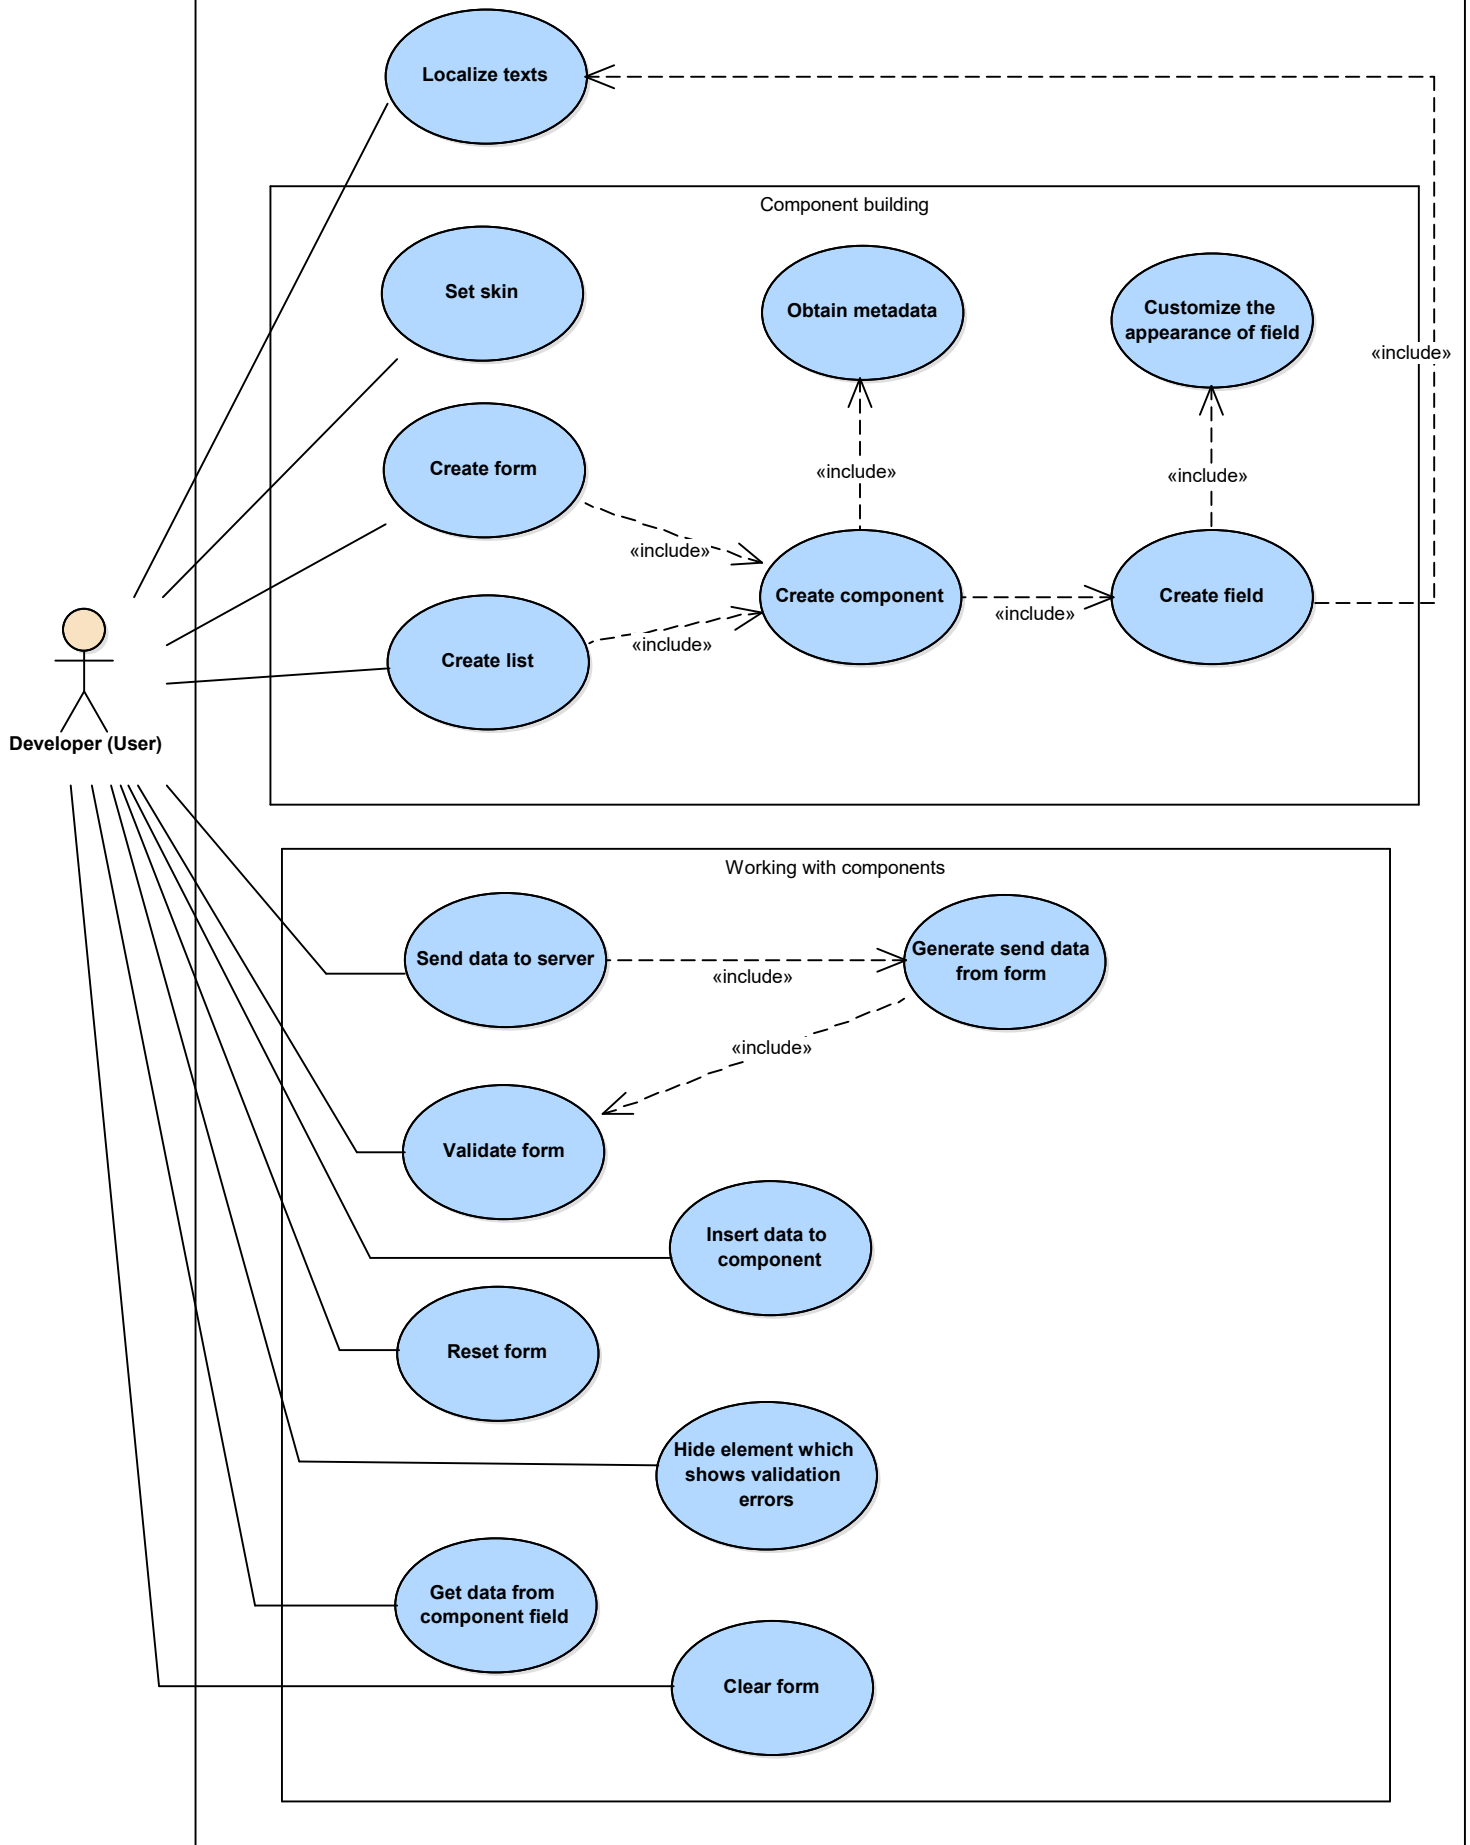 Localize texts
Component building
Set skin
Obtain metadata
Customize the
appearance of field
«include»
Create form
«include»
«include»
«include»
Create component
Create field
«include»
«include»
Create list
Developer (User)
Working with components
Send data to server
Generate send data
from form
«include»
«include»
Validate form
Insert data to
component
Reset form
Hide element which
shows validation
errors
Get data from
component field
Clear form